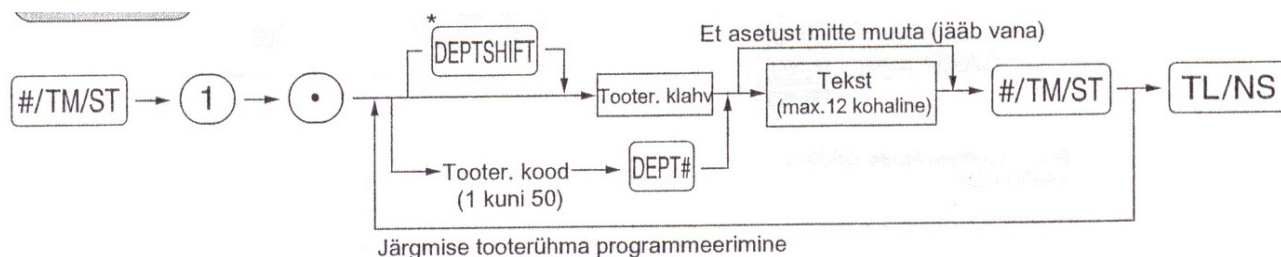 *
DEPTSHIFT
Et asetust mitte muuta (jääb vana)
#/TM/ST
1
•
Tooter. klahv
Tekst
(max.12 kohaline)
#/TM/ST
TL/NS
Tooter. kood
(1 kuni 50)
DEPT#
Järgmise tooterühma programmeerimine